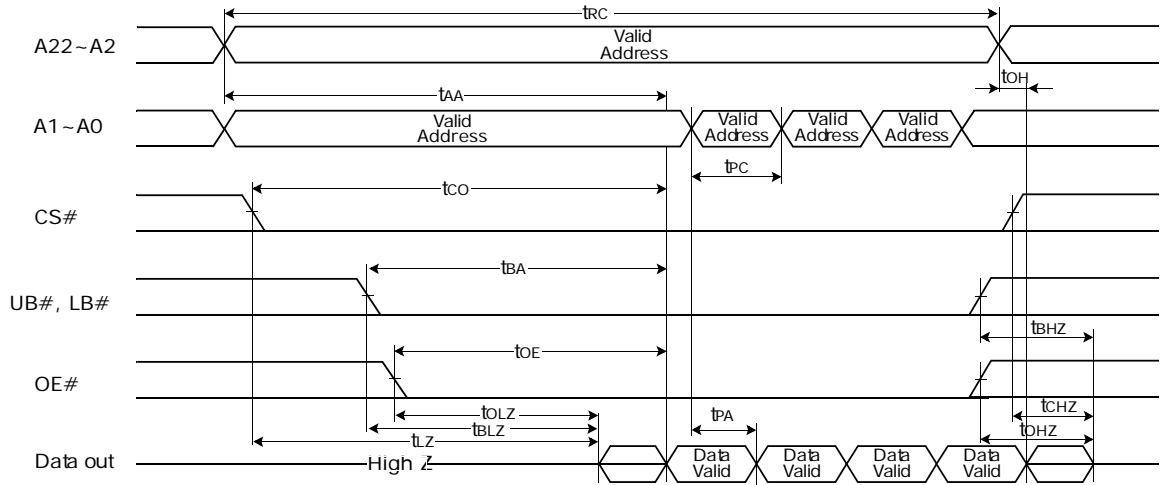 tRC
A22~A2
Valid
Address
tOH
tAA
A1~A0
Valid
Address
Valid
Address
Valid
Address
Valid
Address
tPC
tCO
CS#
tBA
UB#, LB#
tBHZ
tOE
OE#
tOLZ
tPA
tCHZ
tBLZ
tOHZ
tLZ
Data out
High Z
Data
Valid
Data
Valid
Data
Valid
Data
Valid